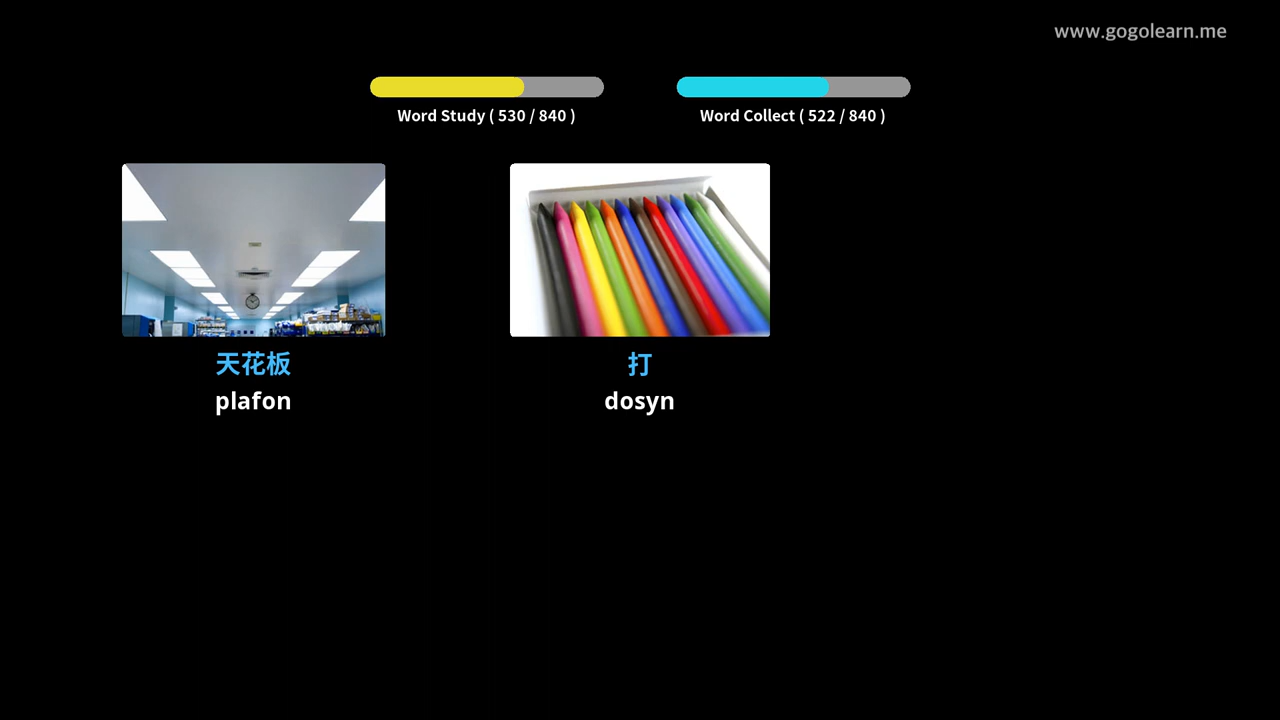 www.gogolearn.me
Word Study ( 530 / 840 )
Word Collect ( 522 / 840 )
天花板
plafon
打
dosyn